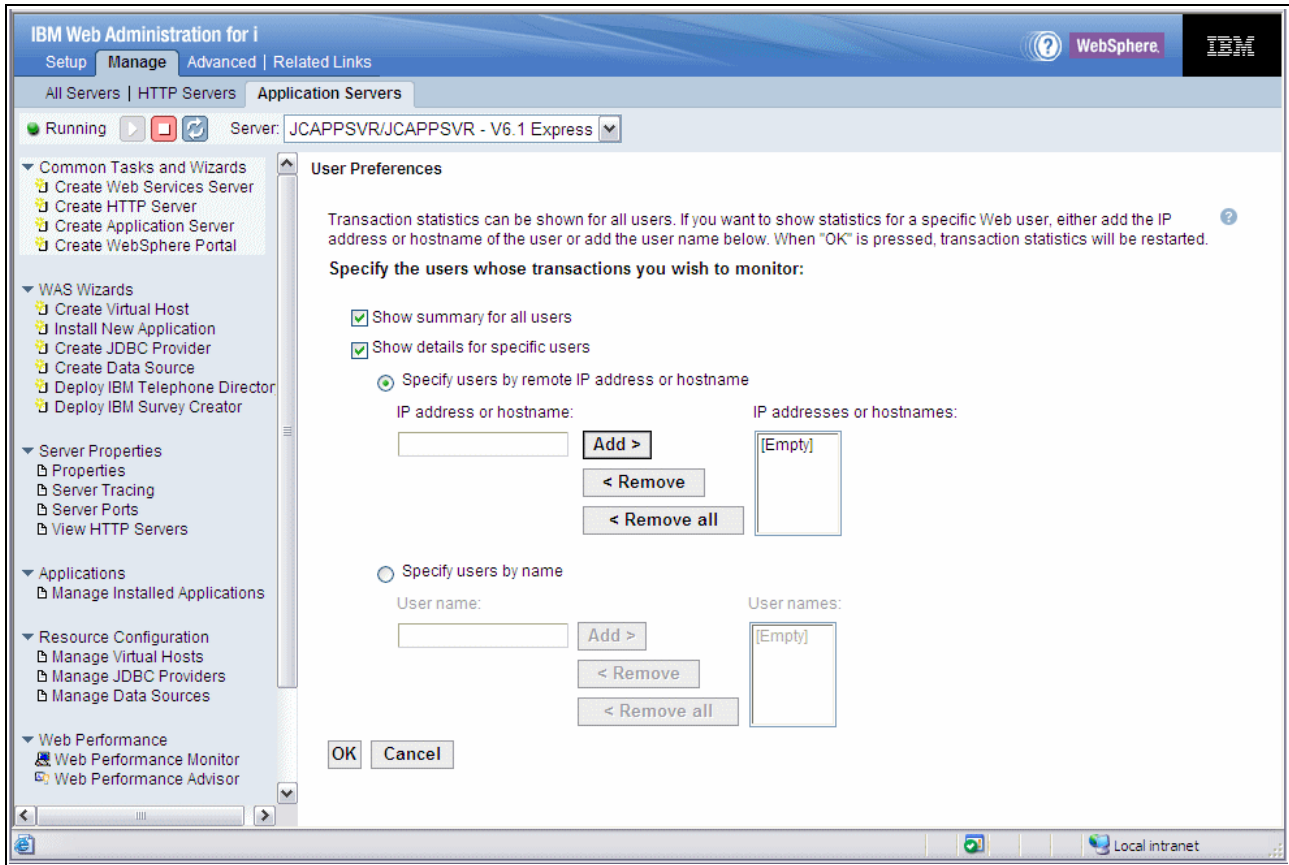 IBM Web Administration for i
Setup Manage Advanced | Related Links
WebSphere.
IBM
All Servers | HTTP Servers Application Servers
Running Server: JCAPPSVR/JCAPPSVR - V6.1 Express
Common Tasks and Wizards
Create Web Services Server
Create HTTP Server
Create Application Server
Create WebSphere Portal
WAS Wizards
Create Virtual Host
Install New Application
Create JDBC Provider
Create Data Source
Deploy IBM Telephone Director
Deploy IBM Survey Creator
Server Properties
Properties
Server Tracing
Server Ports
View HTTP Servers
Applications
Manage Installed Applications
Resource Configuration
Manage Virtual Hosts
Manage JDBC Providers
Manage Data Sources
Web Performance
Web Performance Monitor
Web Performance Advisor
User Preferences
Transaction statistics can be shown for all users. If you want to show statistics for a specific Web user, either add the IP
address or hostname of the user or add the user name below. When "OK" is pressed, transaction statistics will be restarted.
Specify the users whose transactions you wish to monitor:
Show summary for all users
Show details for specific users
Specify users by remote IP address or hostname
IP address or hostname: IP addresses or hostnames:
Add > [Empty]
< Remove
< Remove all
Specify users by name
User name: User names:
Add > [Empty]
< Remove
< Remove all
OK Cancel
Local intranet